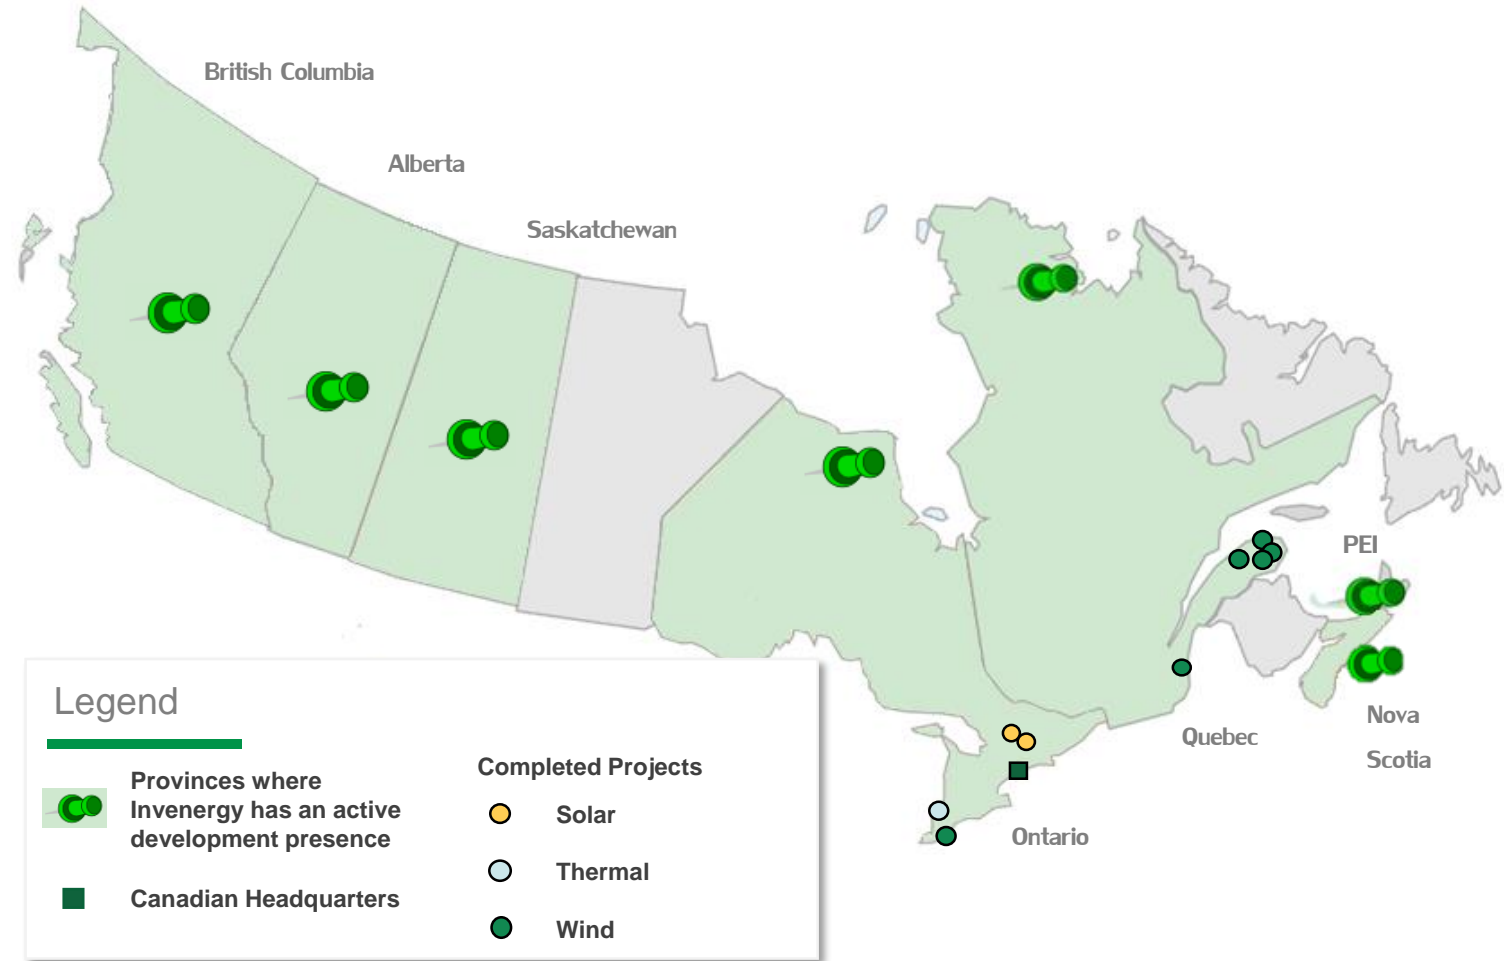 British Columbia
Alberta
Saskatchewan
PEI
Nova
Scotia
Quebec
Ontario
Legend
Provinces where
Invenergy has an active
development presence
Canadian Headquarters
Completed Projects
Solar
Thermal
Wind